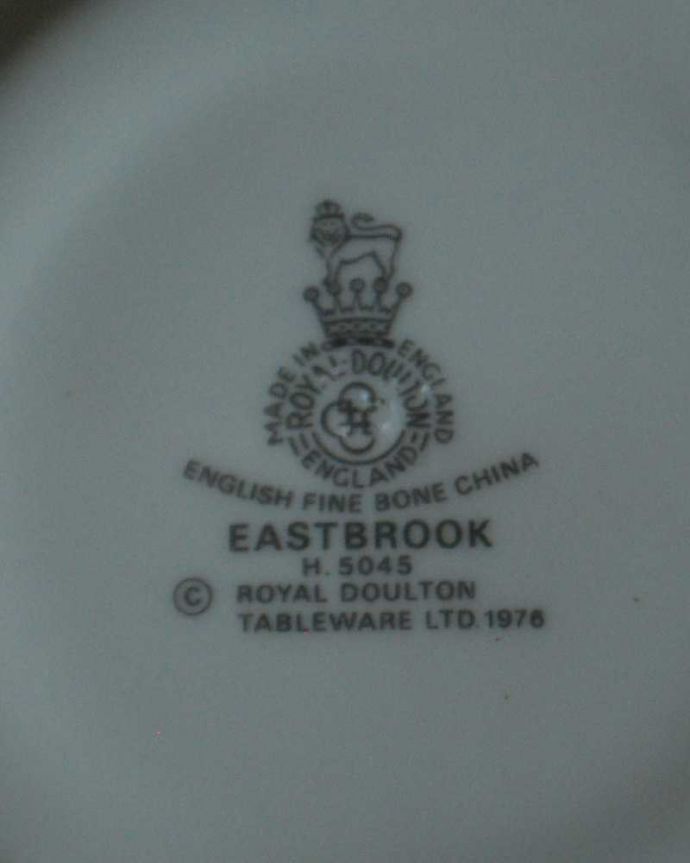 MADE IN ENGLAND
ROYAL DOULTON
ENGLAND
ENGLISH FINE BONE CHINA
EASTBROOK
H. 5045
© ROYAL DOULTON
TABLEWARE LTD. 1976